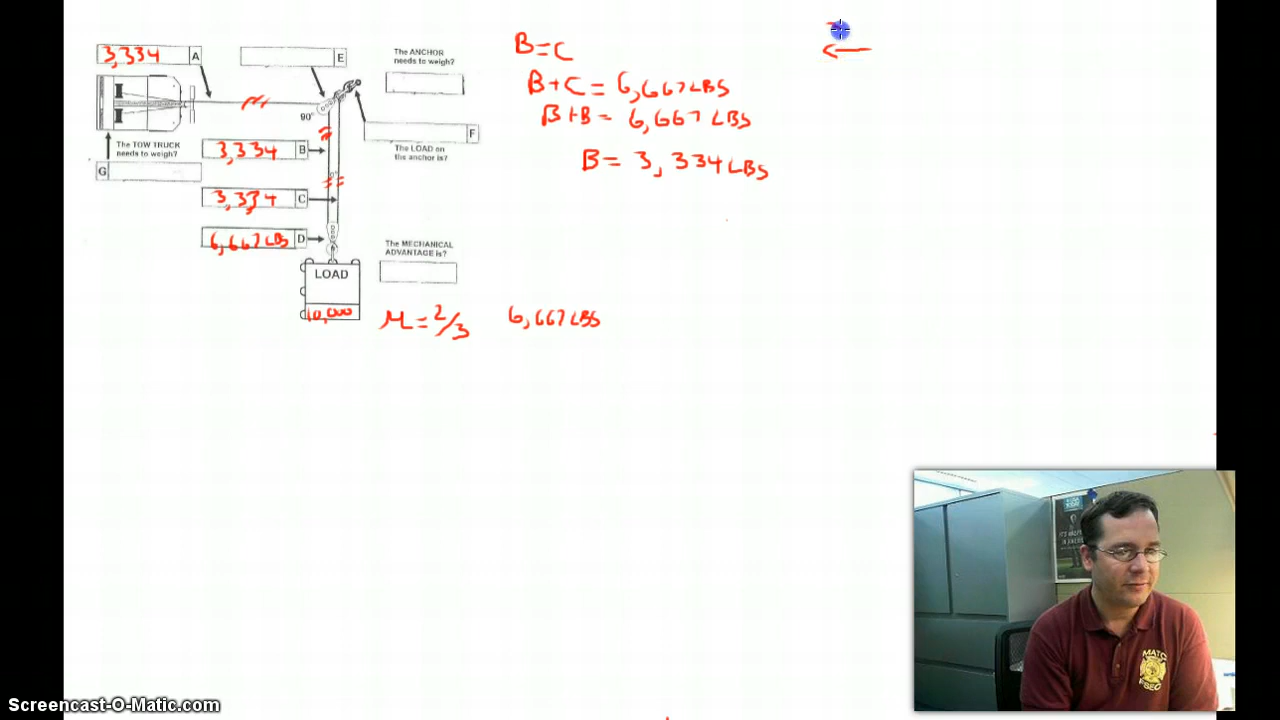 3,334 A
E
The ANCHOR
needs to weigh?
90°
F
The TOW TRUCK
needs to weigh?
G
3,334 B
The LOAD on
the anchor is?
3,334 C
6,667 LBS D
The MECHANICAL
ADVANTAGE is?
LOAD
10,000
M = 2/3 6,667 LBS
B=C
B+C = 6,667 LBS
B+B = 6,667 LBS
B = 3,334 LBS
MATC
Screencast-O-Matic.com